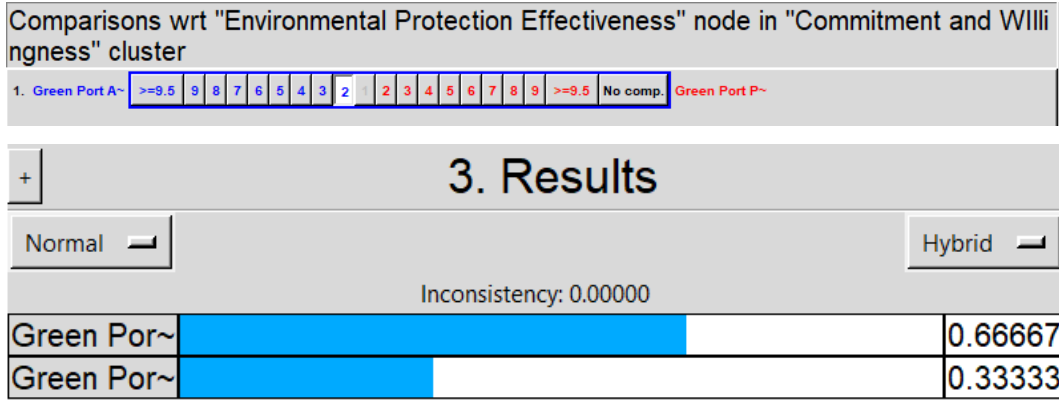 Comparisons wrt "Environmental Protection Effectiveness" node in "Commitment and WIlli
ngness" cluster
1. Green Port A~ >=9.5 9 8 7 6 5 4 3 2 1 2 3 4 5 6 7 8 9 >=9.5 No comp. Green Port P~
+ 3. Results
Normal Hybrid
Inconsistency: 0.00000
Green Por~ 0.66667
Green Por~ 0.33333